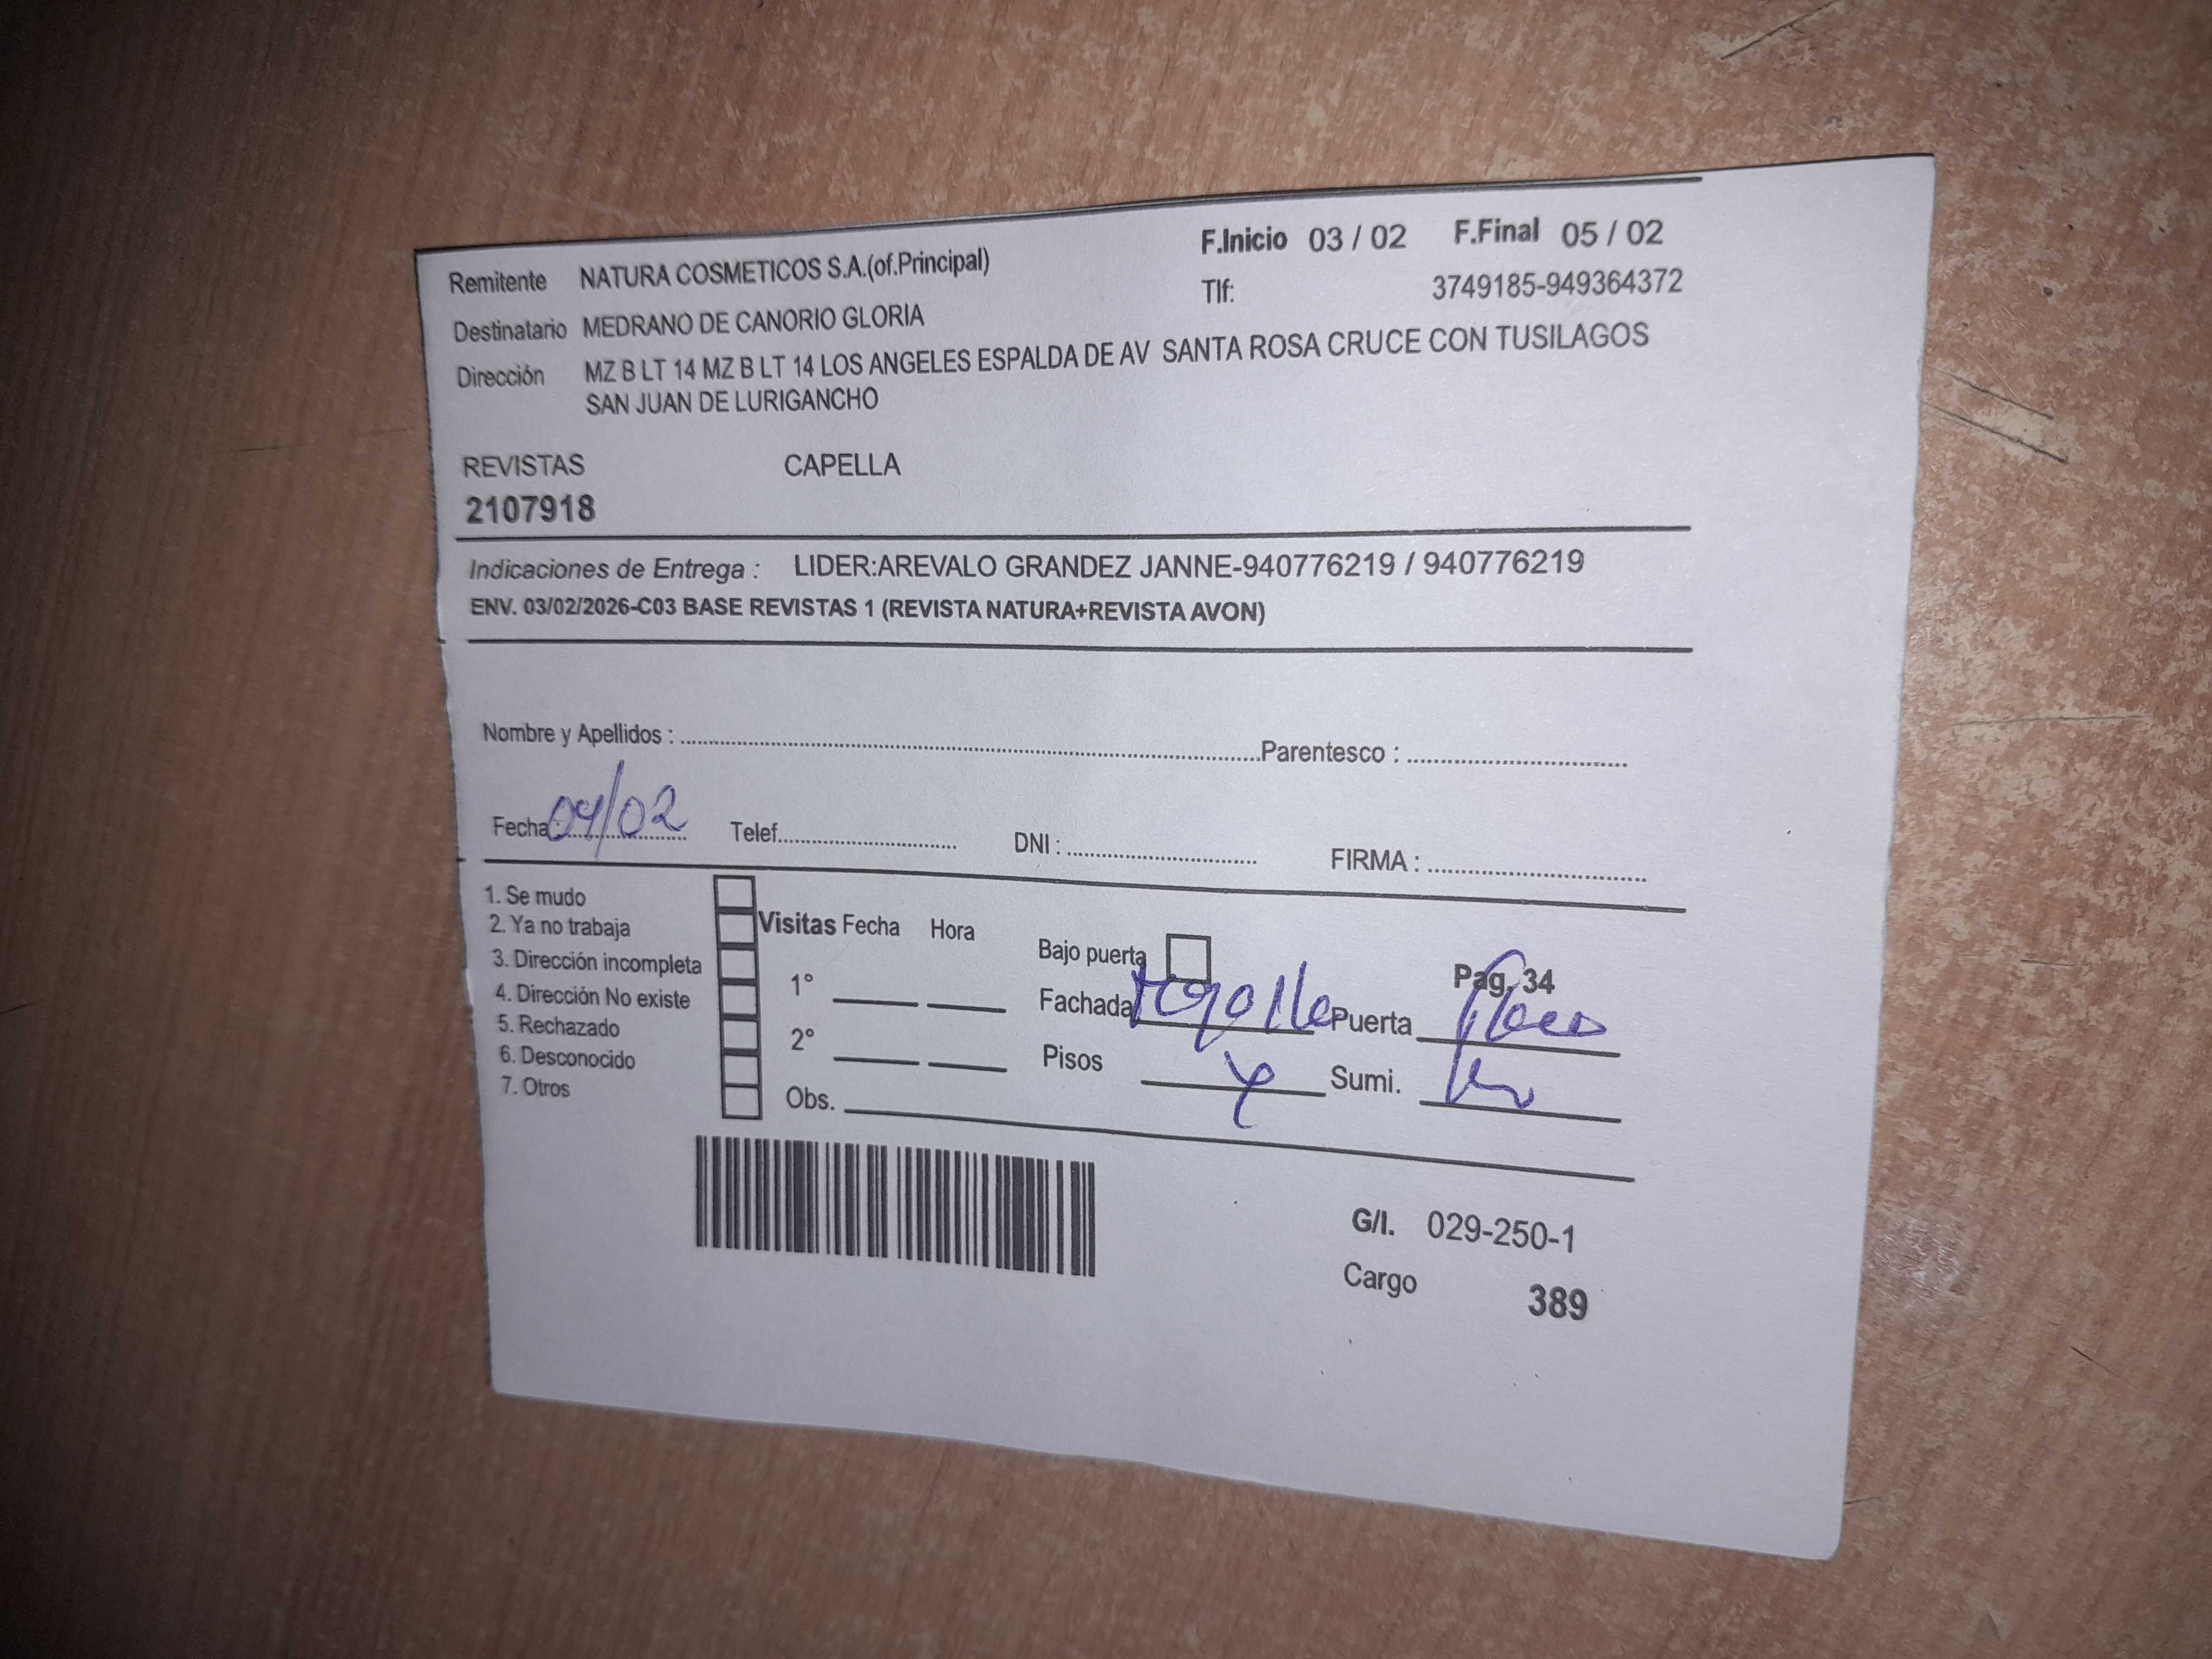 F.Inicio 03 / 02 F.Final 05 / 02
Remitente NATURA COSMETICOS S.A.(of.Principal)
Tlf: 3749185-949364372
Destinatario MEDRANO DE CANORIO GLORIA
Dirección MZ B LT 14 MZ B LT 14 LOS ANGELES ESPALDA DE AV SANTA ROSA CRUCE CON TUSILAGOS
SAN JUAN DE LURIGANCHO
REVISTAS CAPELLA
2107918
Indicaciones de Entrega : LIDER:AREVALO GRANDEZ JANNE-940776219 / 940776219
ENV. 03/02/2026-C03 BASE REVISTAS 1 (REVISTA NATURA+REVISTA AVON)
Nombre y Apellidos : Parentesco :
Fecha : 04/02 Telef. DNI : FIRMA :
1. Se mudo
2. Ya no trabaja
3. Dirección incompleta
4. Dirección No existe
5. Rechazado
6. Desconocido
7. Otros
Visitas Fecha Hora
1°
2°
Obs.
Bajo puerta Pag. 34
Fachada Puerta
Pisos Sumi.
G/I. 029-250-1
Cargo 389